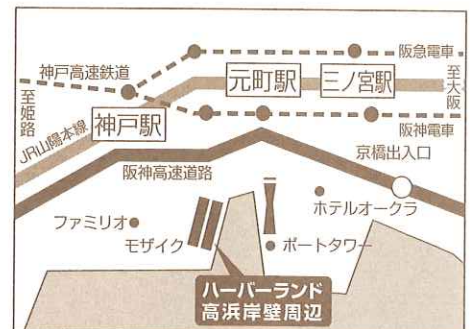 阪急電車
神戸高速鉄道
元町駅
三ノ宮駅
至大阪
至姫路
神戸駅
阪神電車
JR山陽本線
京橋出入口
阪神高速道路
ホテルオークラ
ファミリオ
モザイク
ポートタワー
ハーバーランド
高浜岸壁周辺